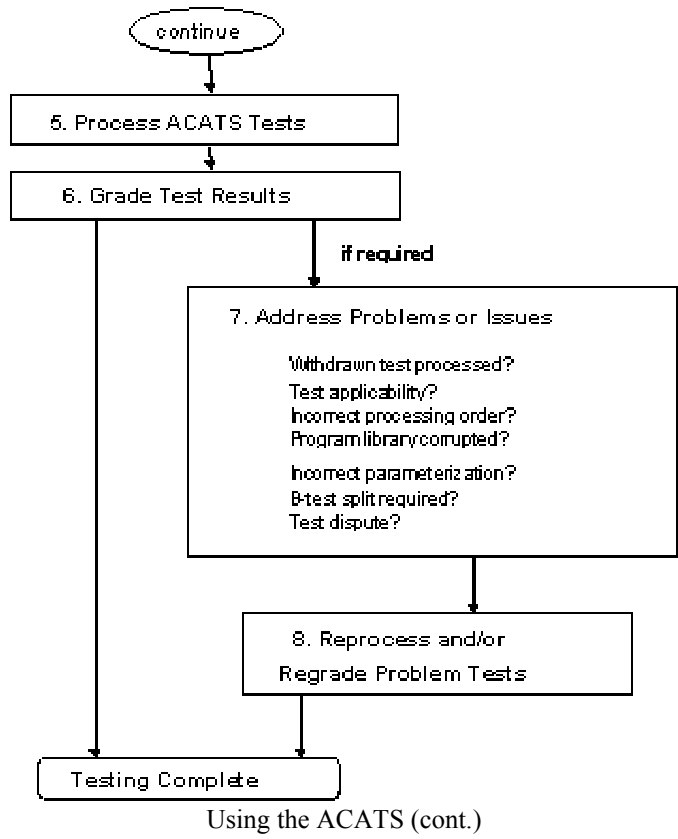 continue
5. Process ACATS Tests
6. Grade Test Results
if required
7. Address Problems or Issues
Withdrawn test processed?
Test applicability?
Incorrect processing order?
Program library corrupted?
Incorrect parameterization?
B-test split required?
Test dispute?
8. Reprocess and/or
Regrade Problem Tests
Testing Complete
Using the ACATS (cont.)